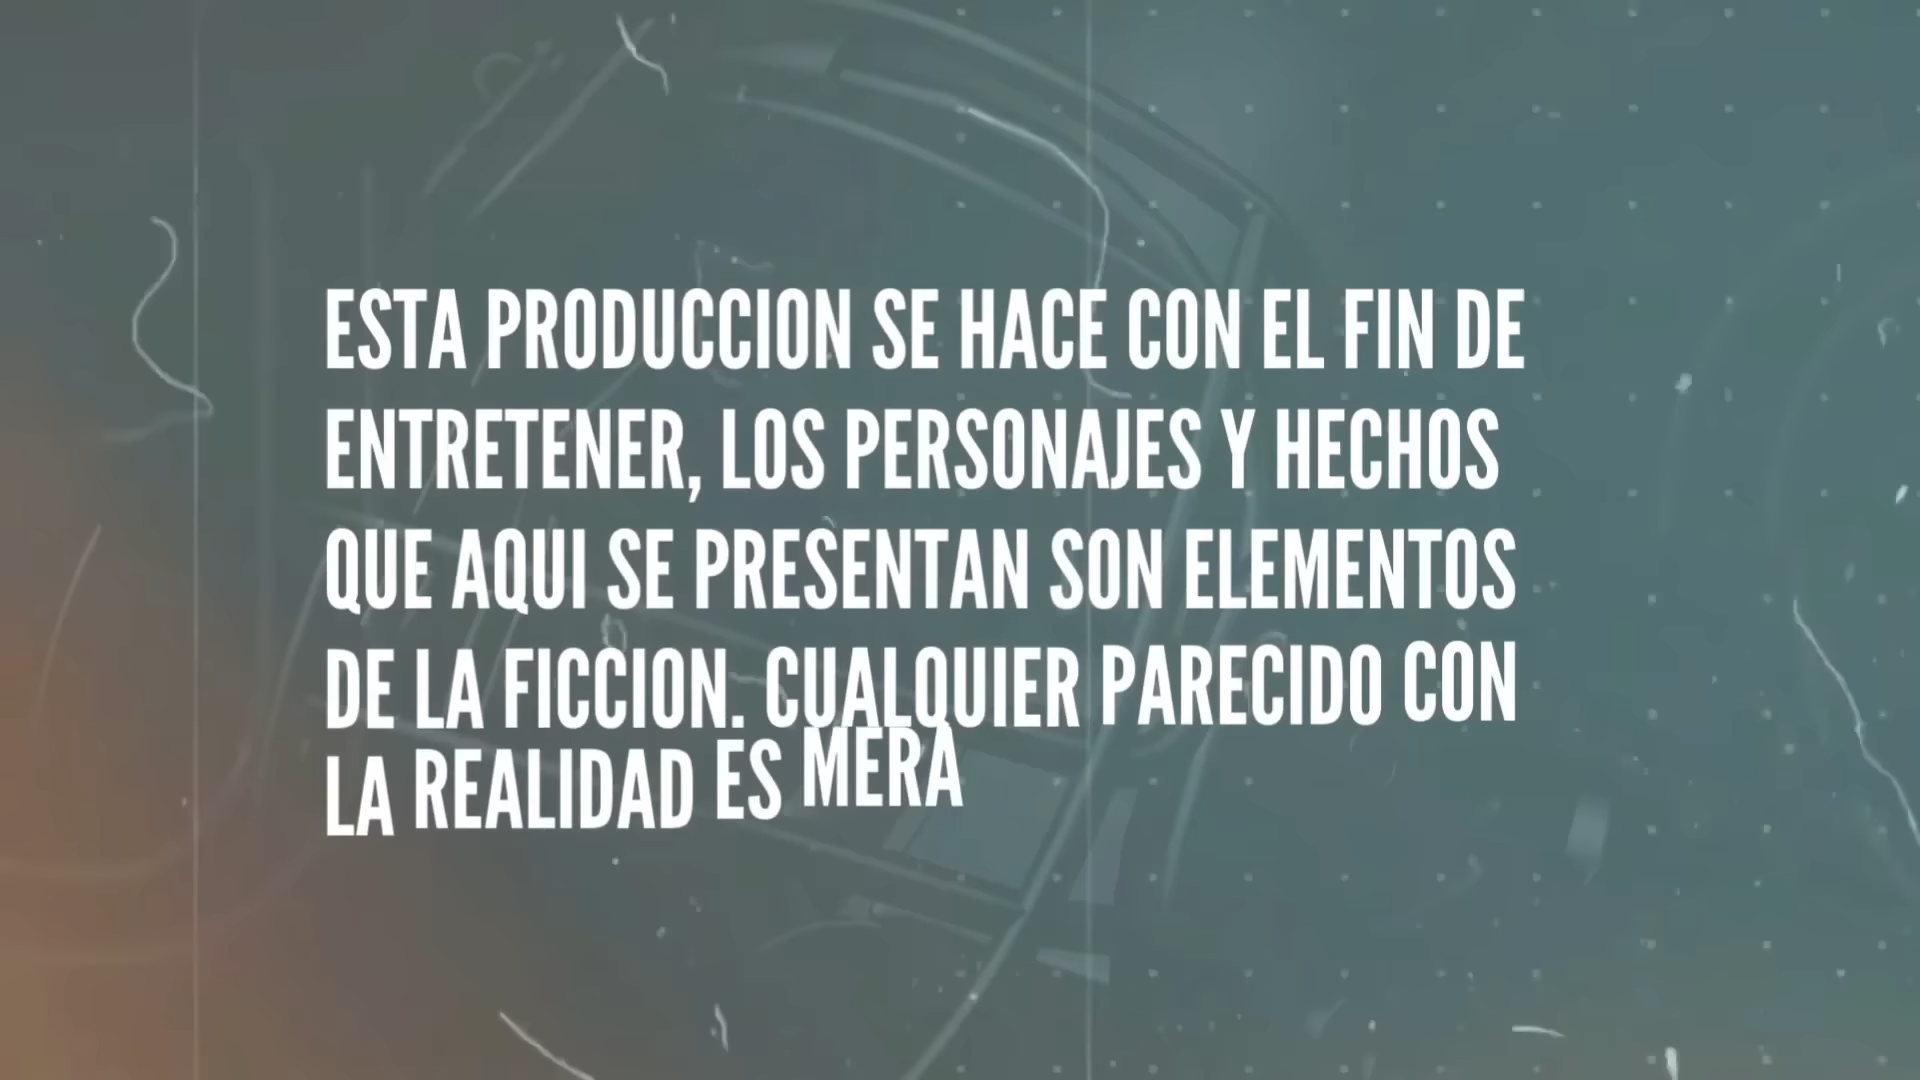 ESTA PRODUCCION SE HACE CON EL FIN DE
ENTRETENER, LOS PERSONAJES Y HECHOS
QUE AQUI SE PRESENTAN SON ELEMENTOS
DE LA FICCION. CUALQUIER PARECIDO CON
LA REALIDAD ES MERA